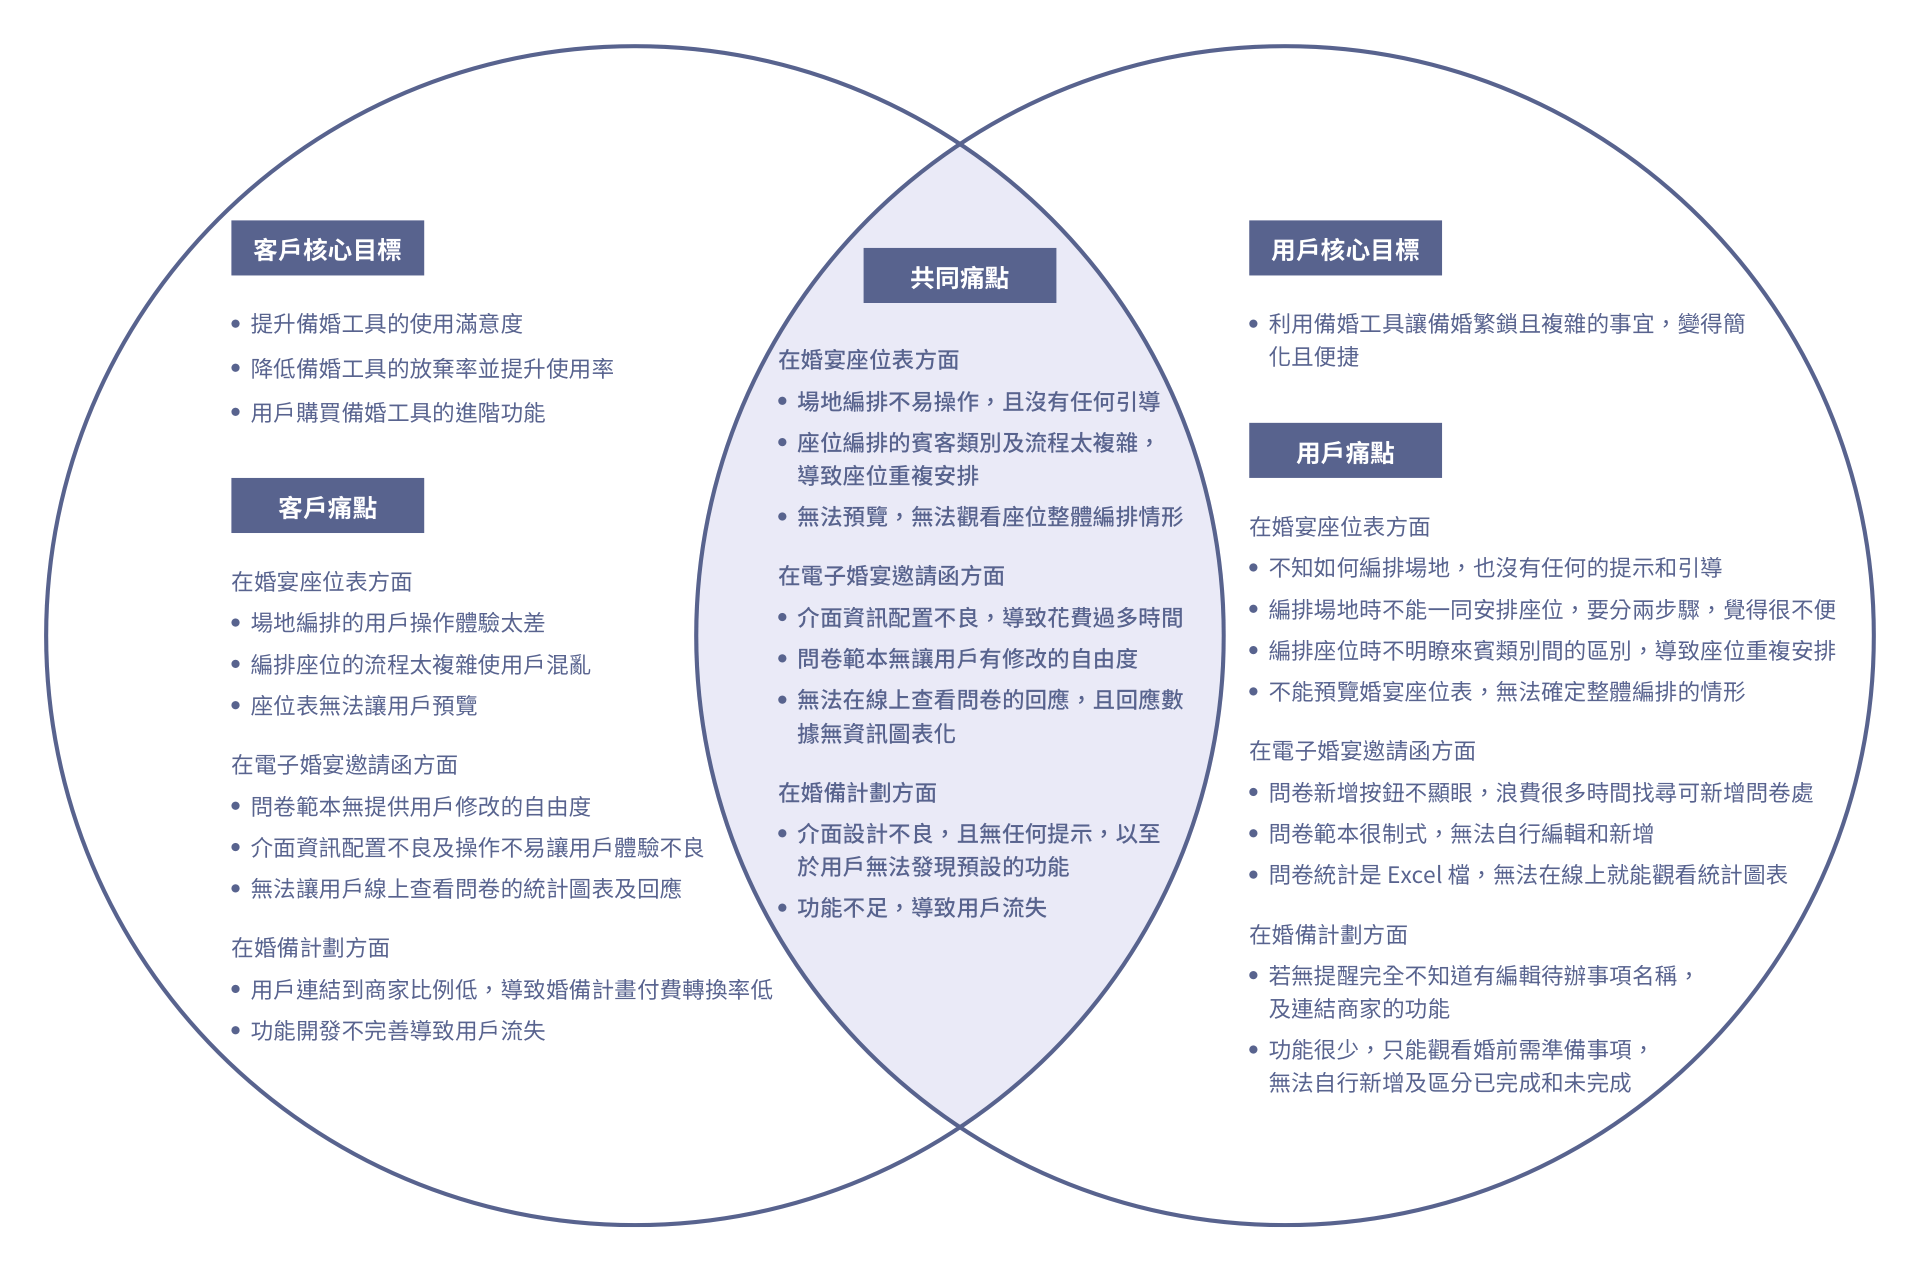 客戶核心目標
• 提升備婚工具的使用滿意度
• 降低備婚工具的放棄率並提升使用率
• 用戶購買備婚工具的進階功能
客戶痛點
在婚宴座位表方面
• 場地編排的用戶操作體驗太差
• 編排座位的流程太複雜使用戶混亂
• 座位表無法讓用戶預覽
在電子婚宴邀請函方面
• 問卷範本無提供用戶修改的自由度
• 介面資訊配置不良及操作不易讓用戶體驗不良
• 無法讓用戶線上查看問卷的統計圖表及回應
在婚備計劃方面
• 用戶連結到商家比例低，導致婚備計畫付費轉換率低
• 功能開發不完善導致用戶流失
共同痛點
在婚宴座位表方面
• 場地編排不易操作，且沒有任何引導
• 座位編排的賓客類別及流程太複雜，
導致座位重複安排
• 無法預覽，無法觀看座位整體編排情形
在電子婚宴邀請函方面
• 介面資訊配置不良，導致花費過多時間
• 問卷範本無讓用戶有修改的自由度
• 無法在線上查看問卷的回應，且回應數
據無資訊圖表化
在婚備計劃方面
• 介面設計不良，且無任何提示，以至
於用戶無法發現預設的功能
• 功能不足，導致用戶流失
用戶核心目標
• 利用備婚工具讓備婚繁鎖且複雜的事宜，變得簡
化且便捷
用戶痛點
在婚宴座位表方面
• 不知如何編排場地，也沒有任何的提示和引導
• 編排場地時不能一同安排座位，要分兩步驟，覺得很不便
• 編排座位時不明瞭來賓類別間的區別，導致座位重複安排
• 不能預覽婚宴座位表，無法確定整體編排的情形
在電子婚宴邀請函方面
• 問卷新增按鈕不顯眼，浪費很多時間找尋可新增問卷處
• 問卷範本很制式，無法自行編輯和新增
• 問卷統計是 Excel 檔，無法在線上就能觀看統計圖表
在婚備計劃方面
• 若無提醒完全不知道有編輯待辦事項名稱，
及連結商家的功能
• 功能很少，只能觀看婚前需準備事項，
無法自行新增及區分已完成和未完成